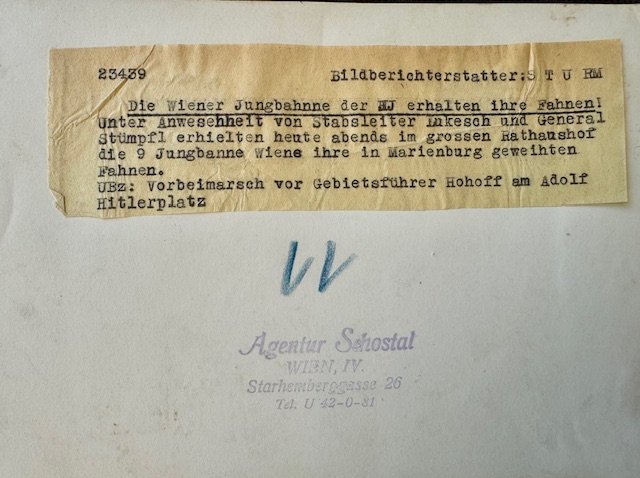 23439 Bildberichterstatter:S T U RM
Die Wiener Jungbahnne der HJ erhalten ihre Fahnen!
Unter Anwesehheit von Stabsleiter Lukesch und General
Stümpfl erhielten heute abends im grossen Rathaushof
die 9 Jungbanne Wiens ihre in Marienburg geweihten
Fahnen.
UBz: Vorbeimarsch vor Gebietsführer Hohoff am Adolf
Hitlerplatz
Agentur Schostal
WIEN, IV.
Starhemberggasse 26
Tel. U 42-0-81